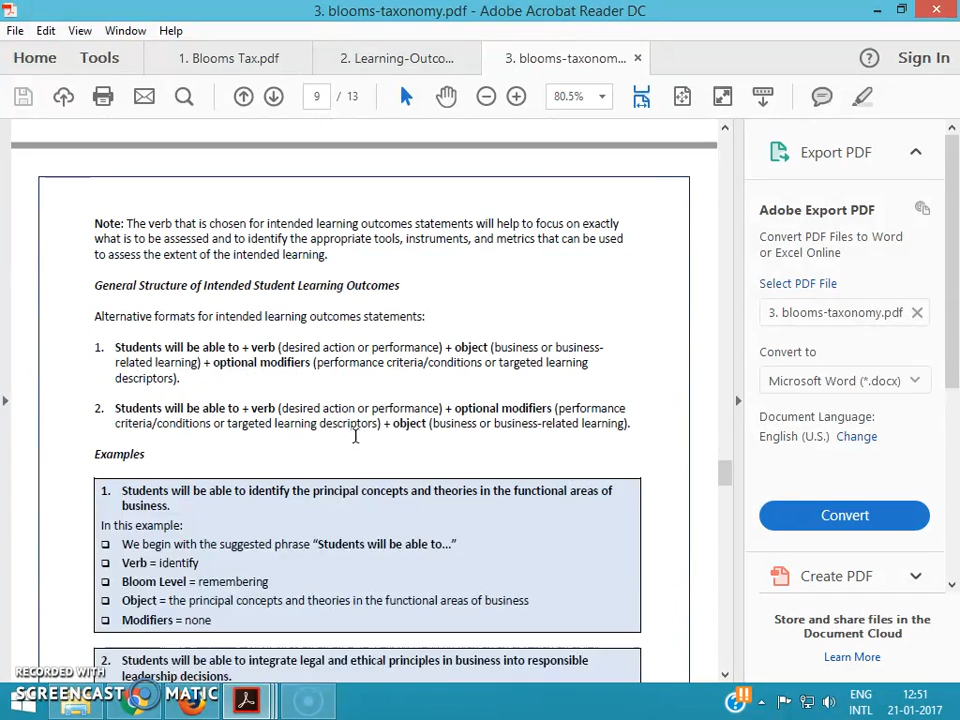 3. blooms-taxonomy.pdf - Adobe Acrobat Reader DC
File Edit View Window Help
Home Tools 1. Blooms Tax.pdf 2. Learning-Outco... 3. blooms-taxonom... × Sign In
9 / 13 80.5%
Note: The verb that is chosen for intended learning outcomes statements will help to focus on exactly
what is to be assessed and to identify the appropriate tools, instruments, and metrics that can be used
to assess the extent of the intended learning.
General Structure of Intended Student Learning Outcomes
Alternative formats for intended learning outcomes statements:
1. Students will be able to + verb (desired action or performance) + object (business or business-
related learning) + optional modifiers (performance criteria/conditions or targeted learning
descriptors).
2. Students will be able to + verb (desired action or performance) + optional modifiers (performance
criteria/conditions or targeted learning descriptors) + object (business or business-related learning).
Examples
1. Students will be able to identify the principal concepts and theories in the functional areas of
business.
In this example:
❑ We begin with the suggested phrase “Students will be able to…”
❑ Verb = identify
❑ Bloom Level = remembering
❑ Object = the principal concepts and theories in the functional areas of business
❑ Modifiers = none
2. Students will be able to integrate legal and ethical principles in business into responsible
leadership decisions.
Export PDF
Adobe Export PDF
Convert PDF Files to Word
or Excel Online
Select PDF File
3. blooms-taxonomy.pdf ×
Convert to
Microsoft Word (*.docx)
Document Language:
English (U.S.) Change
Convert
Create PDF
Store and share files in the
Document Cloud
Learn More
RECORDED WITH
SCREENCAST MATIC
ENG
INTL
12:51
21-01-2017